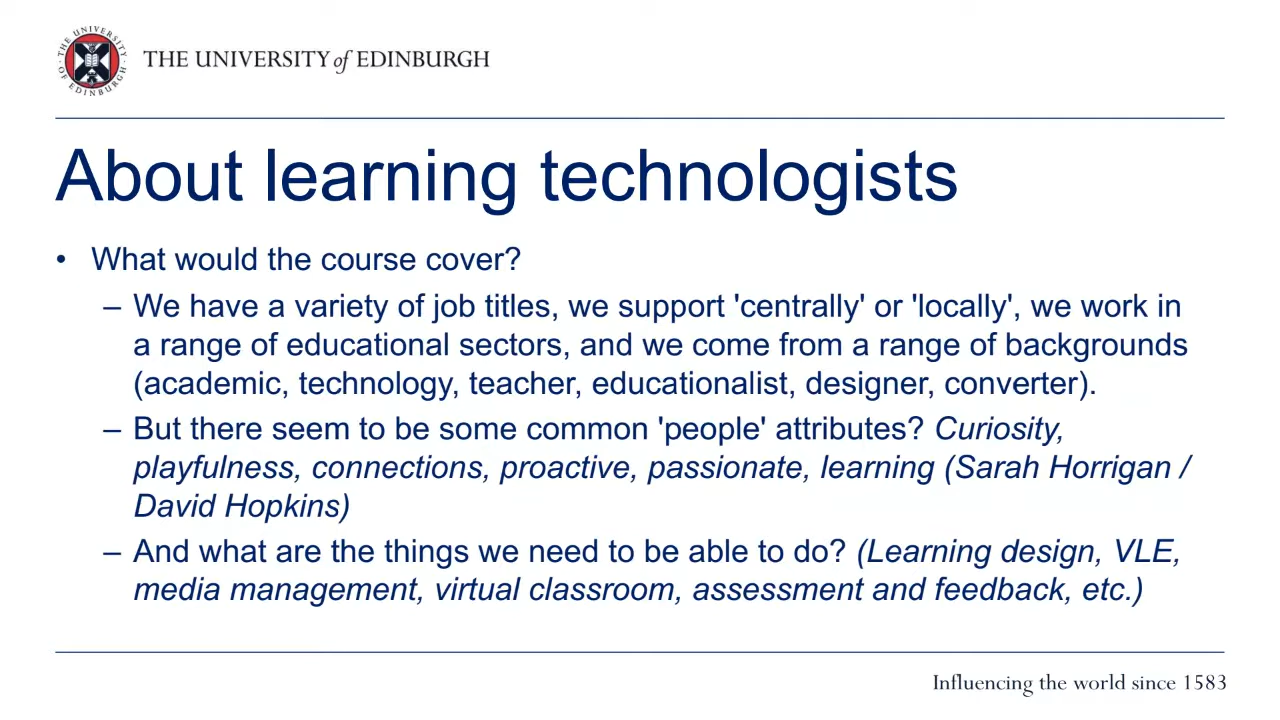 THE UNIVERSITY OF EDINBURGH
THE UNIVERSITY of EDINBURGH
About learning technologists
• What would the course cover?
– We have a variety of job titles, we support 'centrally' or 'locally', we work in
a range of educational sectors, and we come from a range of backgrounds
(academic, technology, teacher, educationalist, designer, converter).
– But there seem to be some common 'people' attributes? Curiosity,
playfulness, connections, proactive, passionate, learning (Sarah Horrigan /
David Hopkins)
– And what are the things we need to be able to do? (Learning design, VLE,
media management, virtual classroom, assessment and feedback, etc.)
Influencing the world since 1583